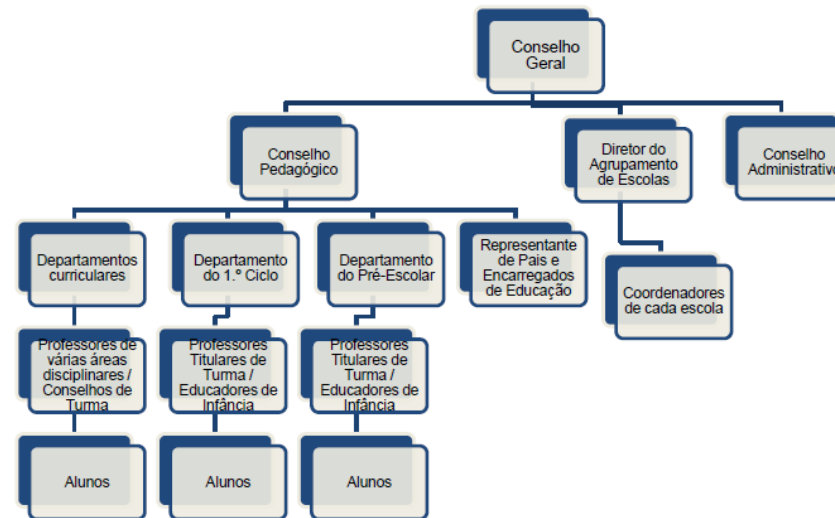 Conselho
Geral
Conselho
Pedagógico
Diretor do
Agrupamento
de Escolas
Conselho
Administrativo
Departamentos
curriculares
Departamento
do 1.º Ciclo
Departamento
do Pré-Escolar
Representante
de Pais e
Encarregados
de Educação
Coordenadores
de cada escola
Professores de
várias áreas
disciplinares /
Conselhos de
Turma
Professores
Titulares de
Turma /
Educadores de
Infância
Professores
Titulares de
Turma /
Educadores de
Infância
Alunos
Alunos
Alunos